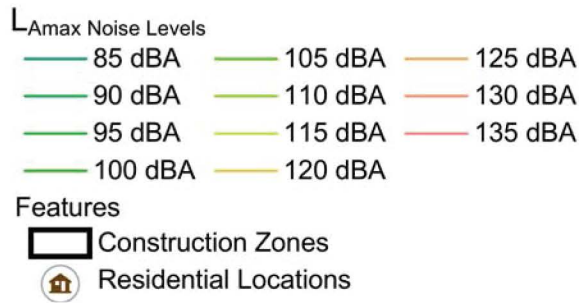 LAmax Noise Levels
85 dBA 105 dBA 125 dBA
90 dBA 110 dBA 130 dBA
95 dBA 115 dBA 135 dBA
100 dBA 120 dBA
Features
Construction Zones
Residential Locations